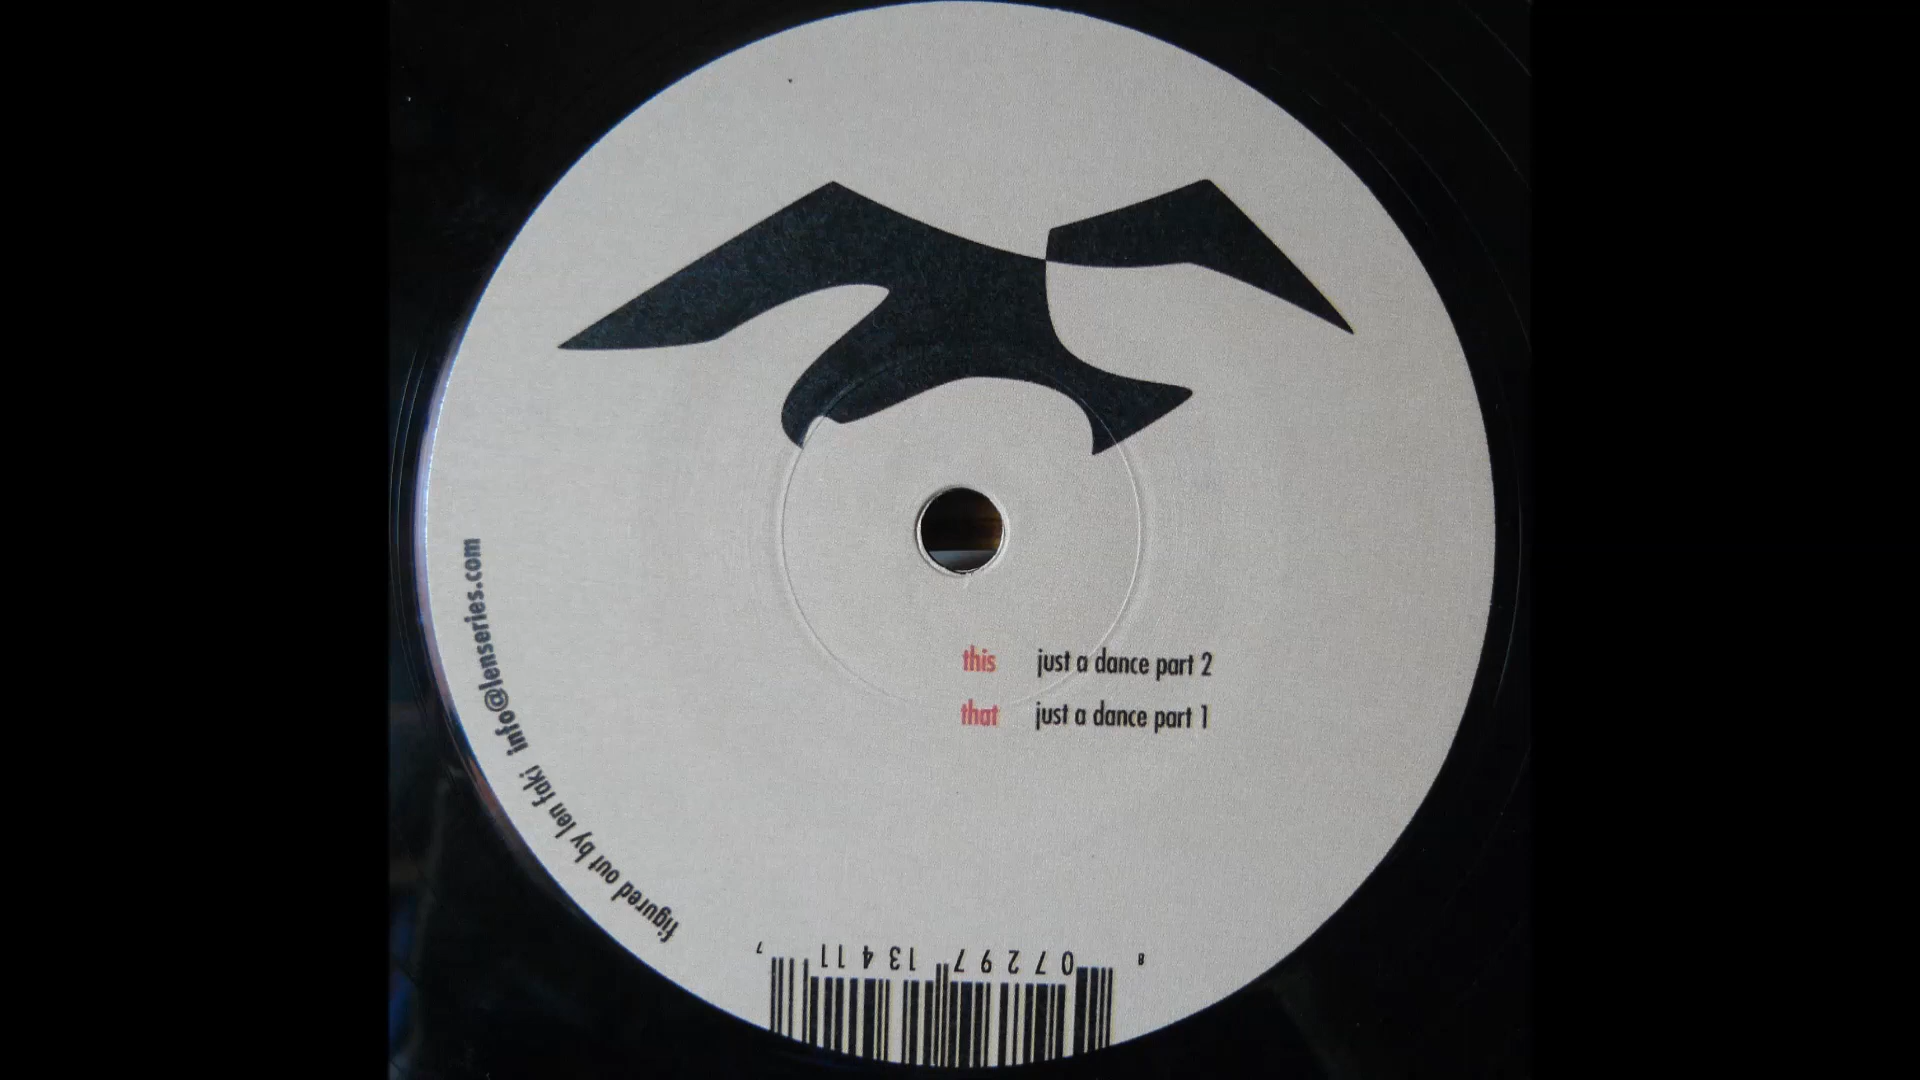 this just a dance part 2
that just a dance part 1
figured out by len faki info@lenseries.com
8 07297 13411 7